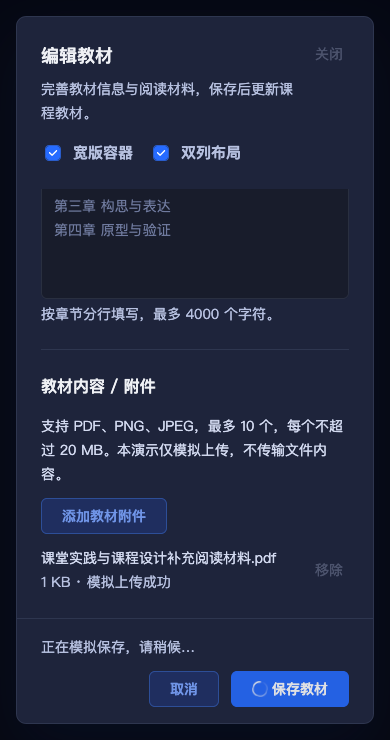 编辑教材
关闭
完善教材信息与阅读材料，保存后更新课
程教材。
宽版容器
双列布局
第三章 构思与表达
第四章 原型与验证
按章节分行填写，最多 4000 个字符。
教材内容 / 附件
支持 PDF、PNG、JPEG，最多 10 个，每个不超
过 20 MB。本演示仅模拟上传，不传输文件内
容。
添加教材附件
课堂实践与课程设计补充阅读材料.pdf
移除
1 KB · 模拟上传成功
正在模拟保存，请稍候…
取消
保存教材